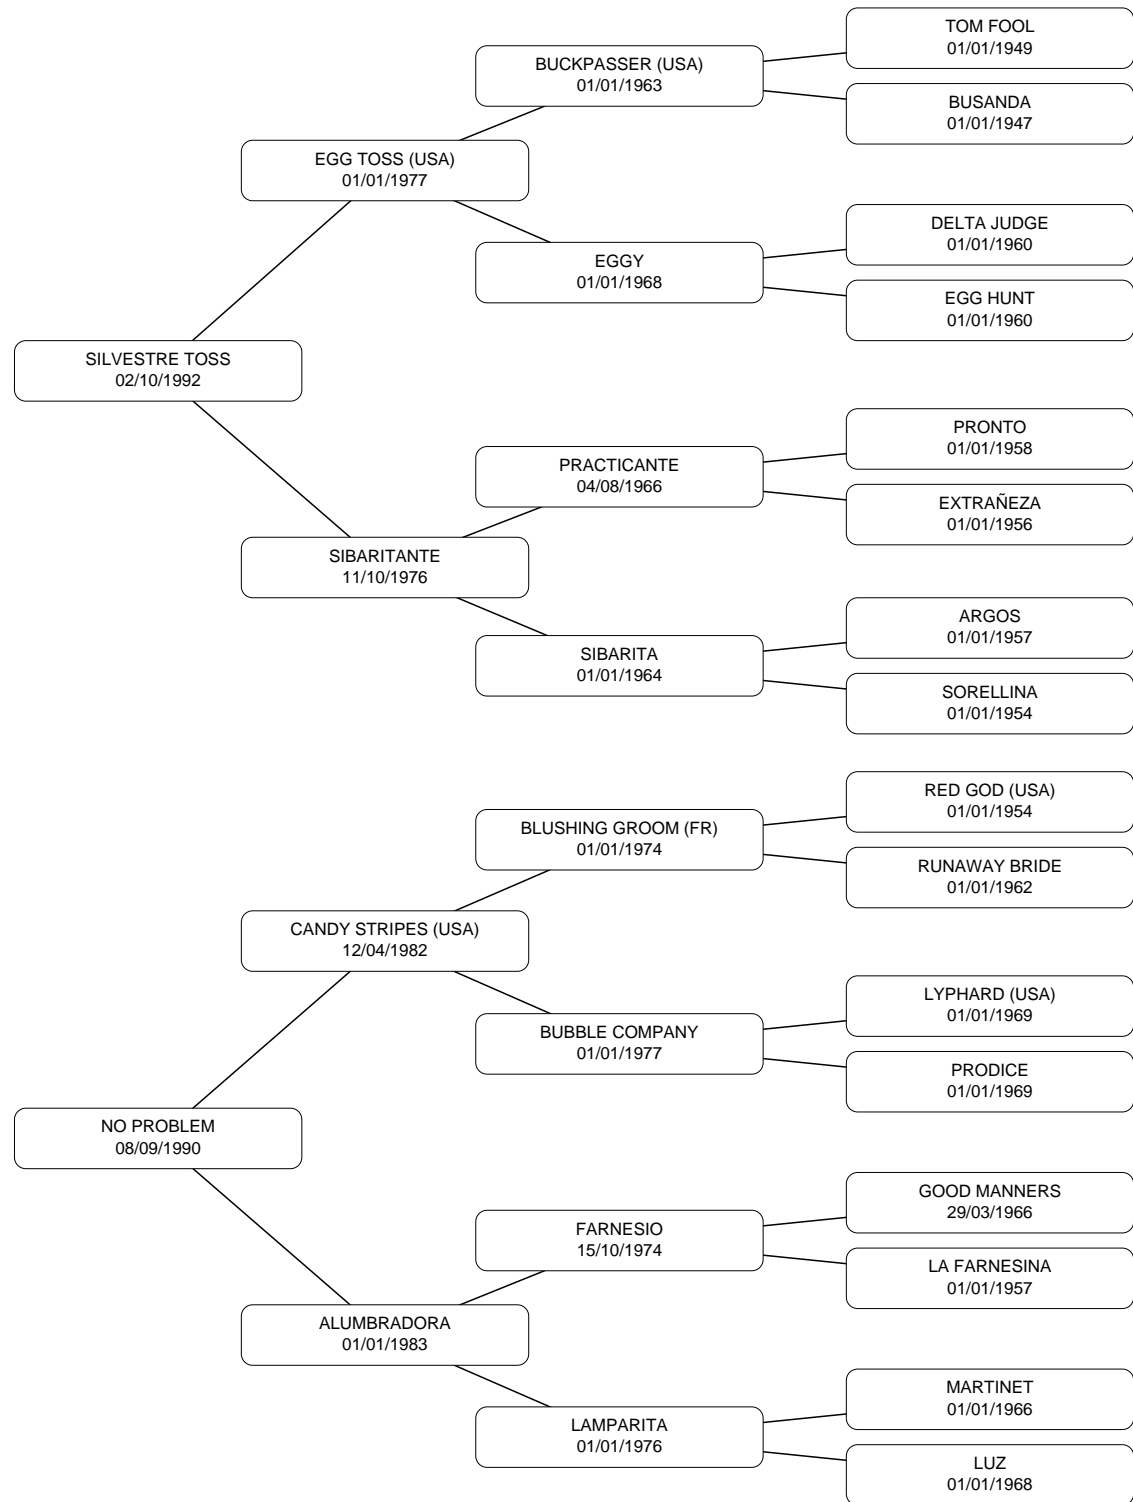 TOM FOOL
01/01/1949
BUCKPASSER (USA)
01/01/1963
BUSANDA
01/01/1947
EGG TOSS (USA)
01/01/1977
DELTA JUDGE
01/01/1960
EGGY
01/01/1968
EGG HUNT
01/01/1960
SILVESTRE TOSS
02/10/1992
PRONTO
01/01/1958
PRACTICANTE
04/08/1966
EXTRAÑEZA
01/01/1956
SIBARITANTE
11/10/1976
ARGOS
01/01/1957
SIBARITA
01/01/1964
SORELLINA
01/01/1954
RED GOD (USA)
01/01/1954
BLUSHING GROOM (FR)
01/01/1974
RUNAWAY BRIDE
01/01/1962
CANDY STRIPES (USA)
12/04/1982
LYPHARD (USA)
01/01/1969
BUBBLE COMPANY
01/01/1977
PRODICE
01/01/1969
NO PROBLEM
08/09/1990
GOOD MANNERS
29/03/1966
FARNESIO
15/10/1974
LA FARNESINA
01/01/1957
ALUMBRADORA
01/01/1983
MARTINET
01/01/1966
LAMPARITA
01/01/1976
LUZ
01/01/1968